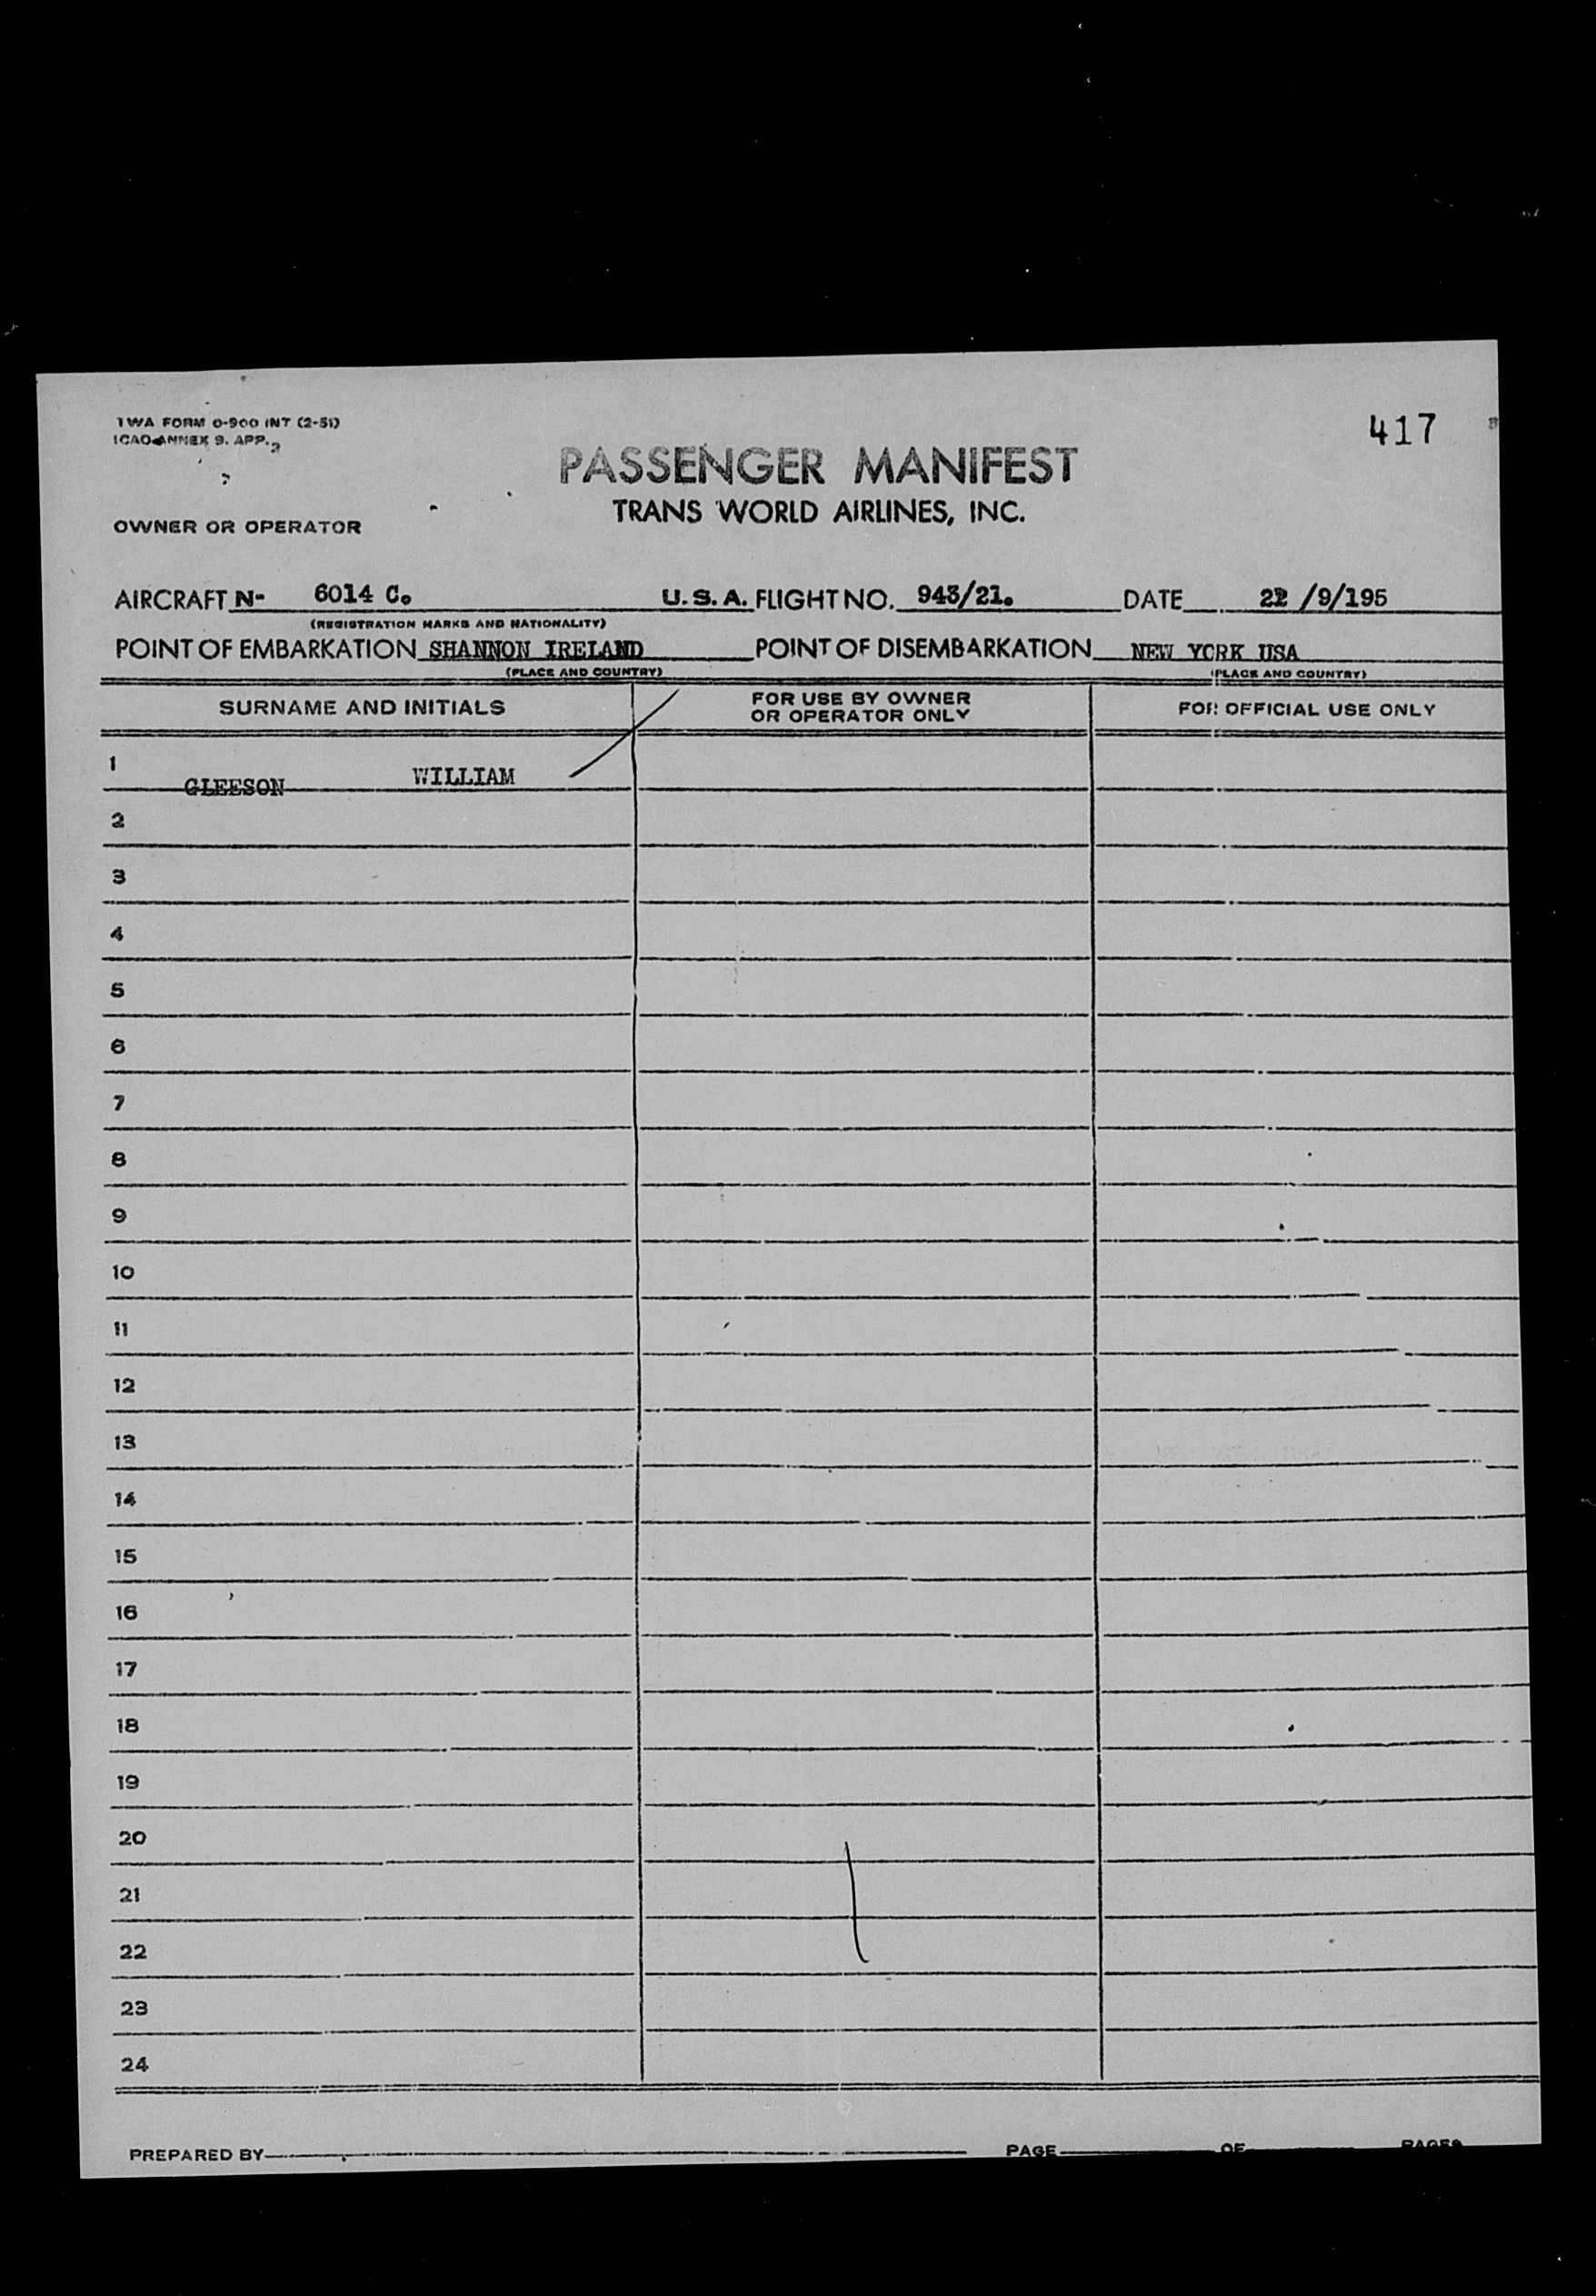 TWA FORM O-900 INT (2-51)
ICAO ANNEX 9. APP. 2
417
PASSENGER MANIFEST
TRANS WORLD AIRLINES, INC.
OWNER OR OPERATOR
AIRCRAFT N- 6014 C. U.S.A. FLIGHT NO. 943/21. DATE 22 /9/195
(REGISTRATION MARKS AND NATIONALITY)
POINT OF EMBARKATION SHANNON IRELAND POINT OF DISEMBARKATION NEW YORK USA
(PLACE AND COUNTRY) (PLACE AND COUNTRY)
SURNAME AND INITIALS FOR USE BY OWNER OR OPERATOR ONLY FOR OFFICIAL USE ONLY
1 GLEESON WILLIAM
2
3
4
5
6
7
8
9
10
11
12
13
14
15
16
17
18
19
20
21
22
23
24
PREPARED BY PAGE OF PAGES